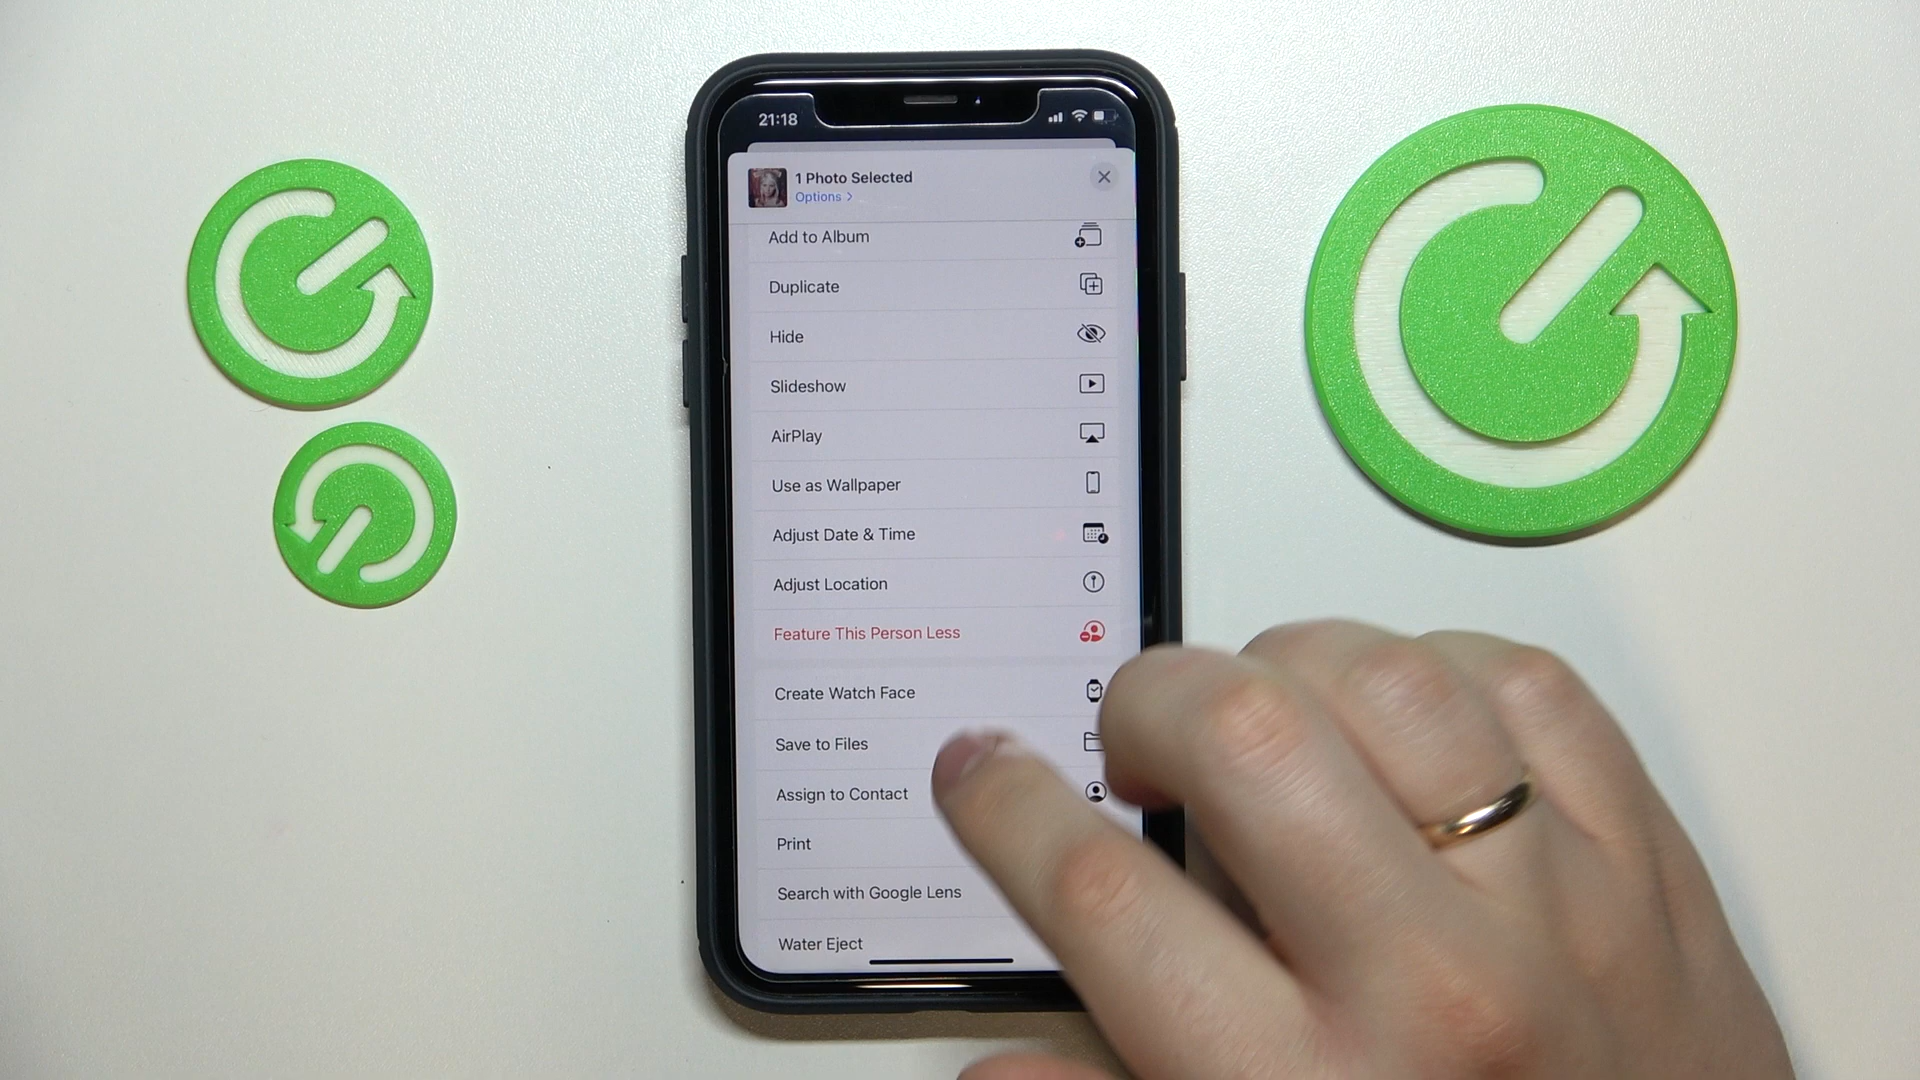 21:18
1 Photo Selected
Options >
Add to Album
Duplicate
Hide
Slideshow
AirPlay
Use as Wallpaper
Adjust Date & Time
Adjust Location
Feature This Person Less
Create Watch Face
Save to Files
Assign to Contact
Print
Search with Google Lens
Water Eject